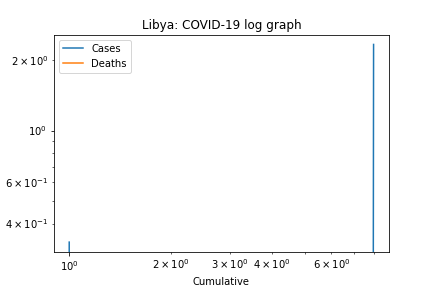 Libya: COVID-19 log graph
Cases
Deaths
2 × 10⁰
10⁰
6 × 10⁻¹
4 × 10⁻¹
10⁰ 2 × 10⁰ 3 × 10⁰ 4 × 10⁰ 6 × 10⁰
Cumulative